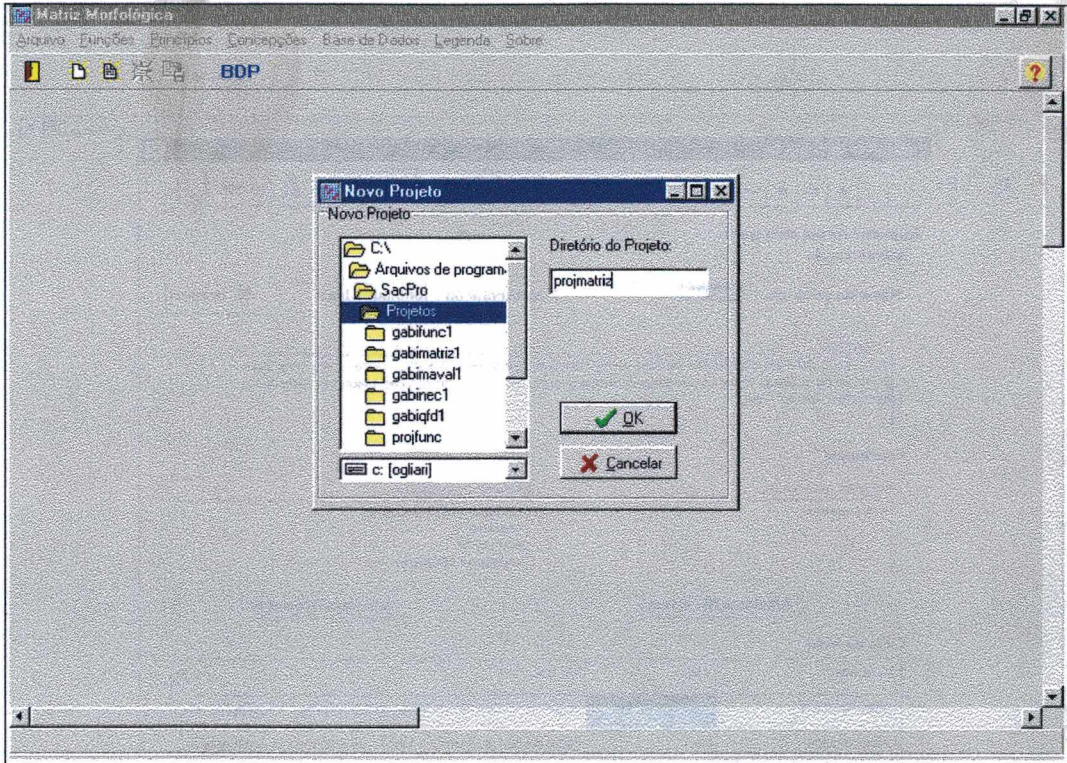 Matriz Morfológica
Arquivo Funções Princípios Concepções Base de Dados Legenda Sobre
BDP
?
Novo Projeto
Novo Projeto
C:\
Arquivos de program
SacPro
Projetos
gabifunc1
gabimatriz1
gabimaval1
gabinec1
gabiqfd1
projfunc
c: [ogliari]
Diretório do Projeto:
projmatriz
OK
Cancelar